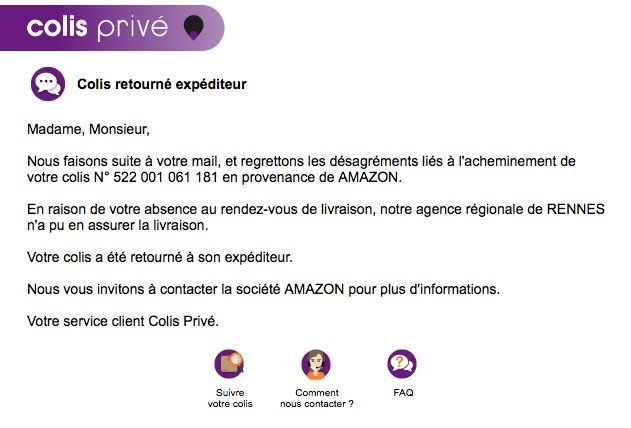 colis privé
Colis retourné expéditeur
Madame, Monsieur,
Nous faisons suite à votre mail, et regrettons les désagréments liés à l'acheminement de
votre colis N° 522 001 061 181 en provenance de AMAZON.
En raison de votre absence au rendez-vous de livraison, notre agence régionale de RENNES
n'a pu en assurer la livraison.
Votre colis a été retourné à son expéditeur.
Nous vous invitons à contacter la société AMAZON pour plus d'informations.
Votre service client Colis Privé.
Suivre
votre colis
Comment
nous contacter ?
FAQ